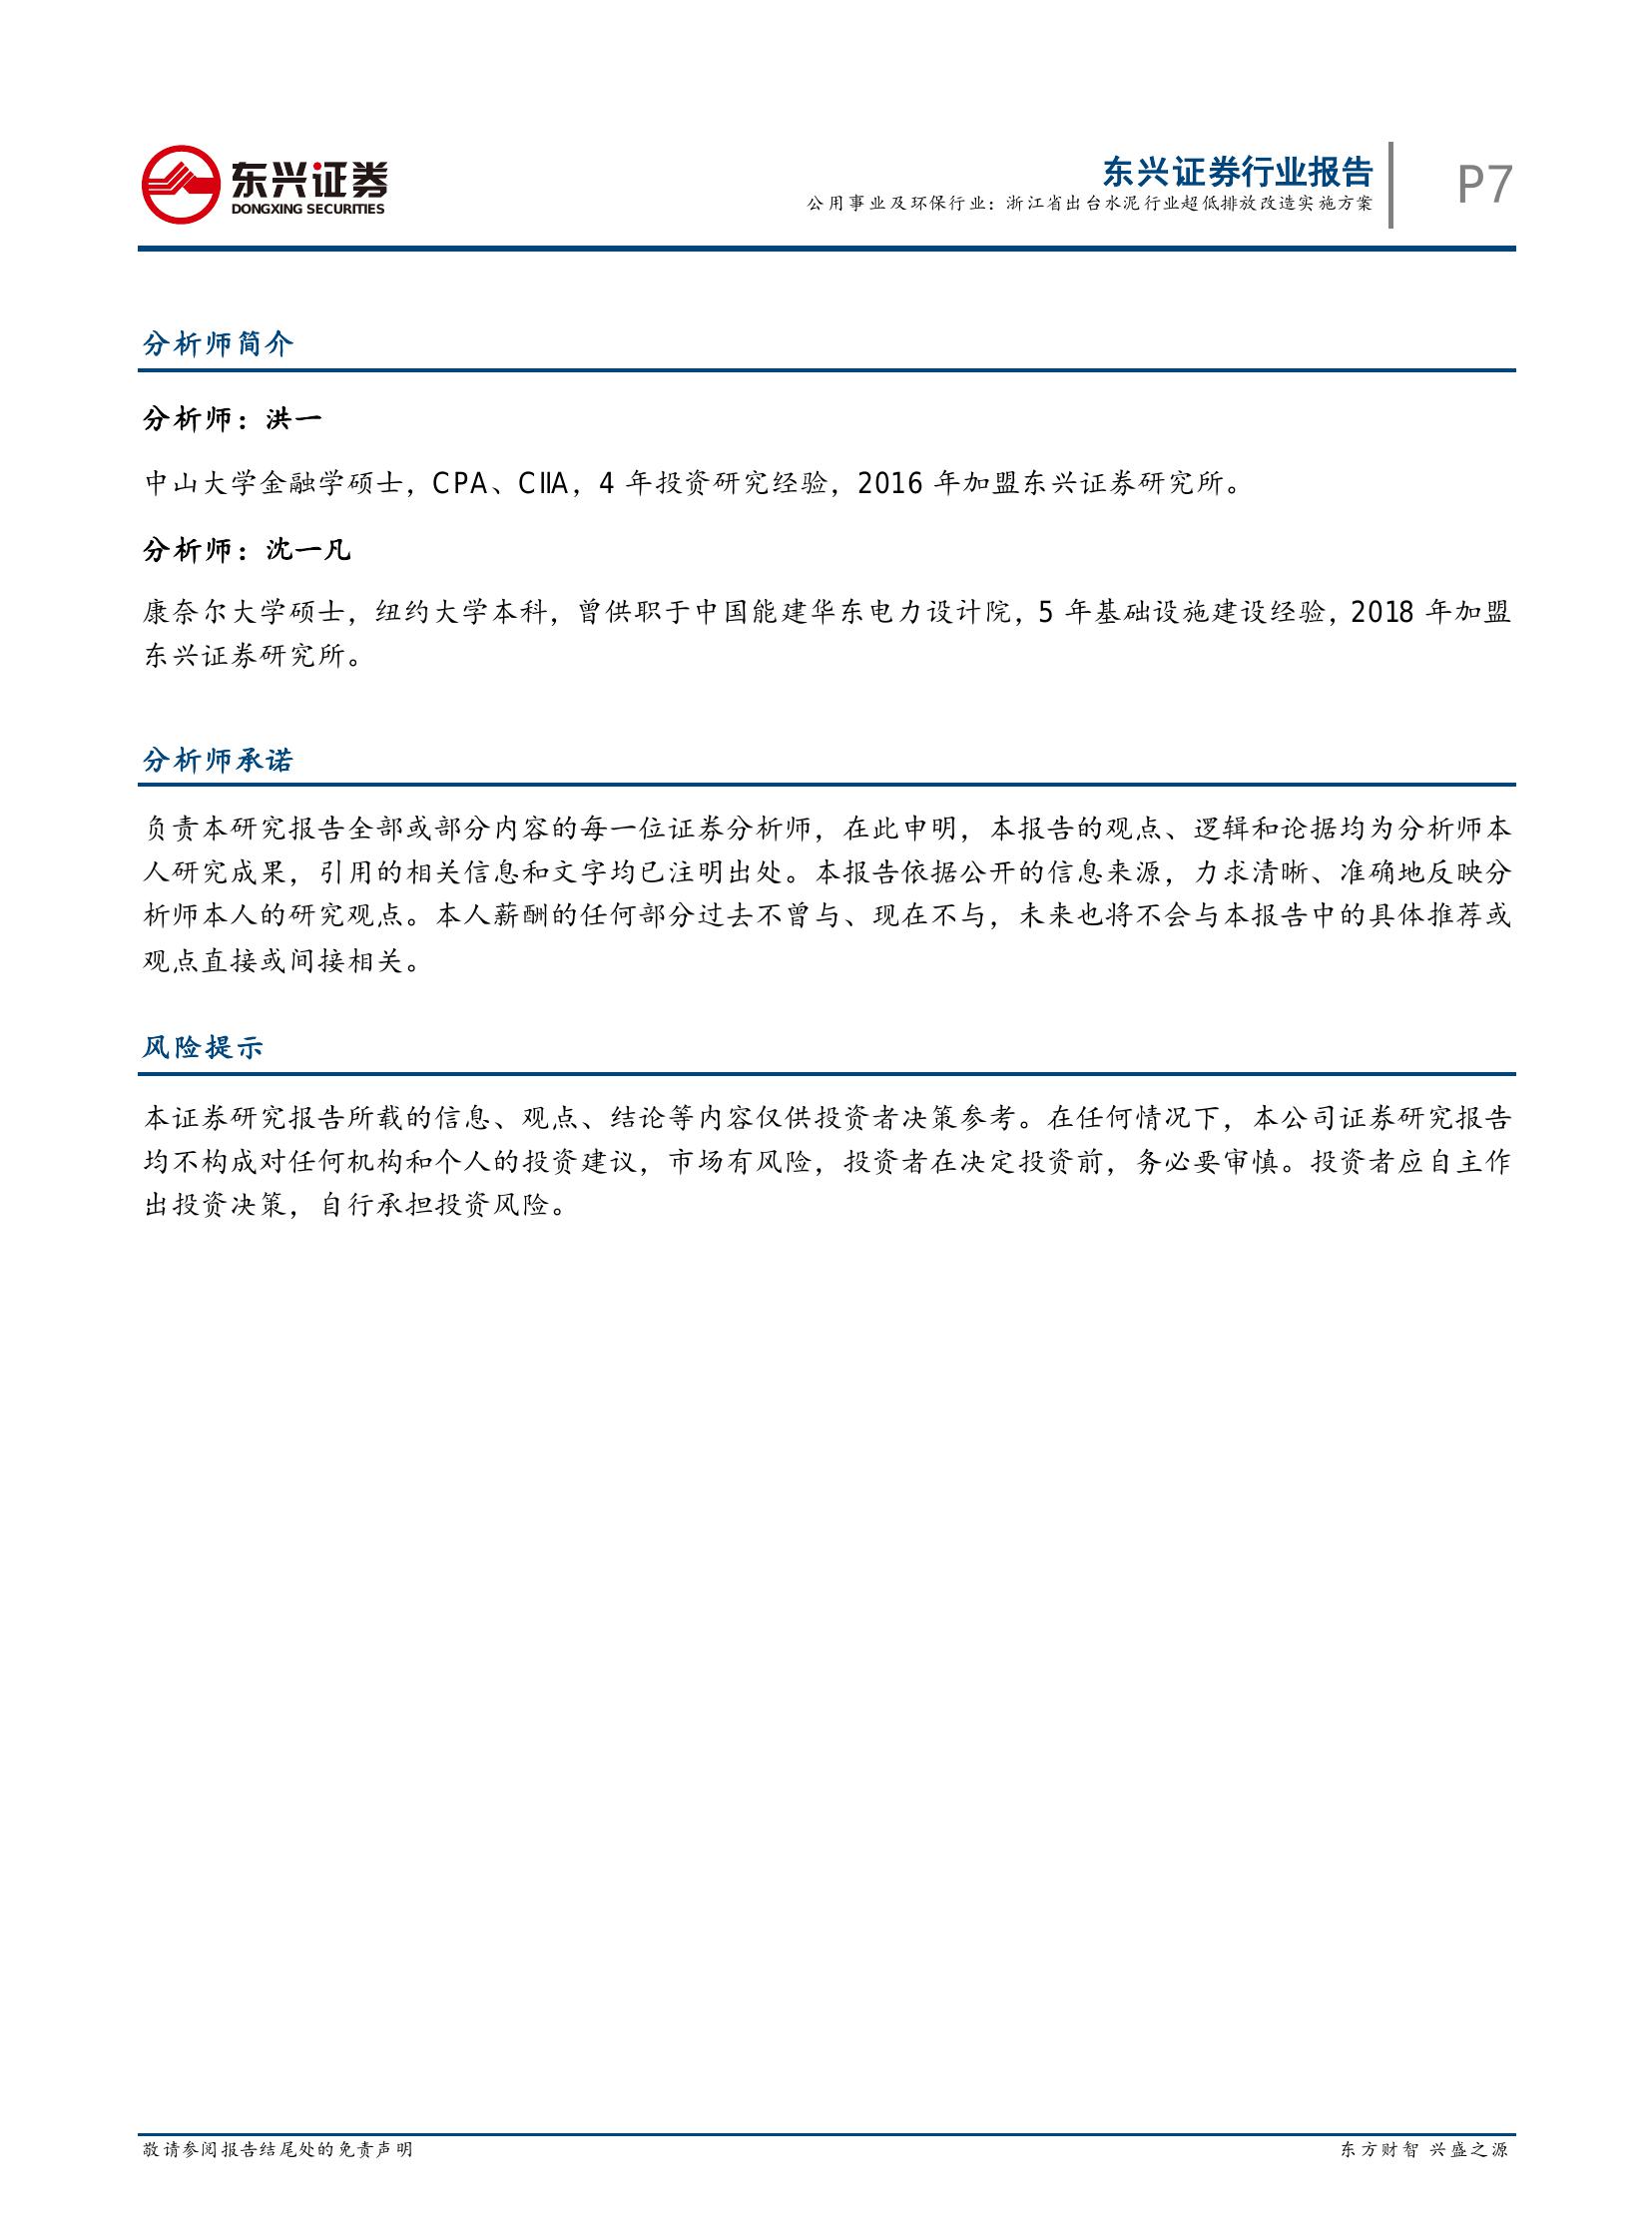 东兴证券
DONGXING SECURITIES
东兴证券行业报告
公用事业及环保行业：浙江省出台水泥行业超低排放改造实施方案
P7
分析师简介
分析师：洪一
中山大学金融学硕士，CPA、CIIA，4 年投资研究经验，2016 年加盟东兴证券研究所。
分析师：沈一凡
康奈尔大学硕士，纽约大学本科，曾供职于中国能建华东电力设计院，5 年基础设施建设经验，2018 年加盟
东兴证券研究所。
分析师承诺
负责本研究报告全部或部分内容的每一位证券分析师，在此申明，本报告的观点、逻辑和论据均为分析师本
人研究成果，引用的相关信息和文字均已注明出处。本报告依据公开的信息来源，力求清晰、准确地反映分
析师本人的研究观点。本人薪酬的任何部分过去不曾与、现在不与，未来也将不会与本报告中的具体推荐或
观点直接或间接相关。
风险提示
本证券研究报告所载的信息、观点、结论等内容仅供投资者决策参考。在任何情况下，本公司证券研究报告
均不构成对任何机构和个人的投资建议，市场有风险，投资者在决定投资前，务必要审慎。投资者应自主作
出投资决策，自行承担投资风险。
敬请参阅报告结尾处的免责声明
东方财智 兴盛之源